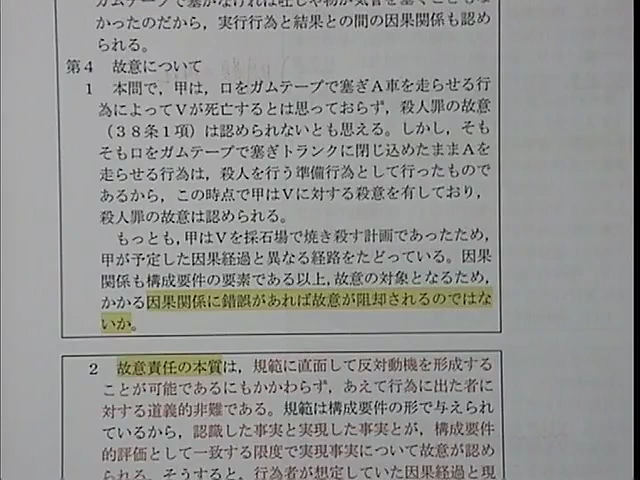 ガムテープで塞がなければ吐しゃ物が気管を塞ぐこともな
かったのだから，実行行為と結果との間の因果関係も認め
られる。
第４　故意について
１　本問で，甲は，口をガムテープで塞ぎＡ車を走らせる行
為によってＶが死亡するとは思っておらず，殺人罪の故意
（３８条１項）は認められないとも思える。しかし，そも
そも口をガムテープで塞ぎトランクに閉じ込めたままＡを
走らせる行為は，殺人を行う準備行為として行ったもので
あるから，この時点で甲はＶに対する殺意を有しており，
殺人罪の故意は認められる。
もっとも，甲はＶを採石場で焼き殺す計画であったため，
甲が予定した因果経過と異なる経路をたどっている。因果
関係も構成要件の要素である以上，故意の対象となるため，
かかる因果関係に錯誤があれば故意が阻却されるのではな
いか。
２　故意責任の本質は，規範に直面して反対動機を形成する
ことが可能であるにもかかわらず，あえて行為に出た者に
対する道義的非難である。規範は構成要件の形で与えられ
ているから，認識した事実と実現した事実とが，構成要件
的評価として一致する限度で実現事実について故意が認め
られる。そうすると，行為者が想定していた因果経過と現